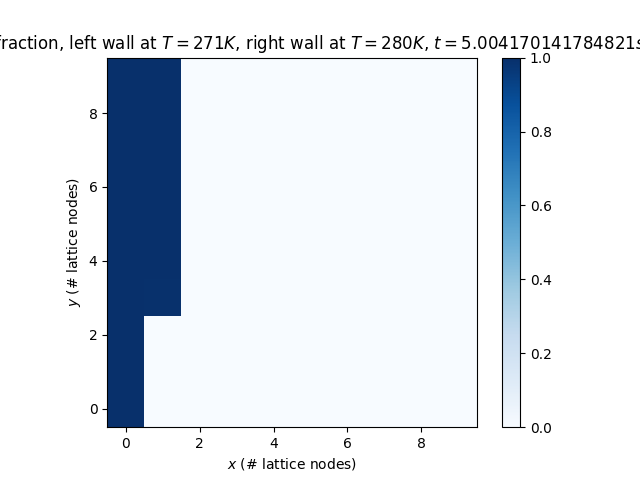 fraction, left wall at T = 271K, right wall at T = 280K, t = 5.004170141784821s
1.0
0.8
0.6
0.4
0.2
0.0
8
6
4
2
0
y (# lattice nodes)
0 2 4 6 8
x (# lattice nodes)